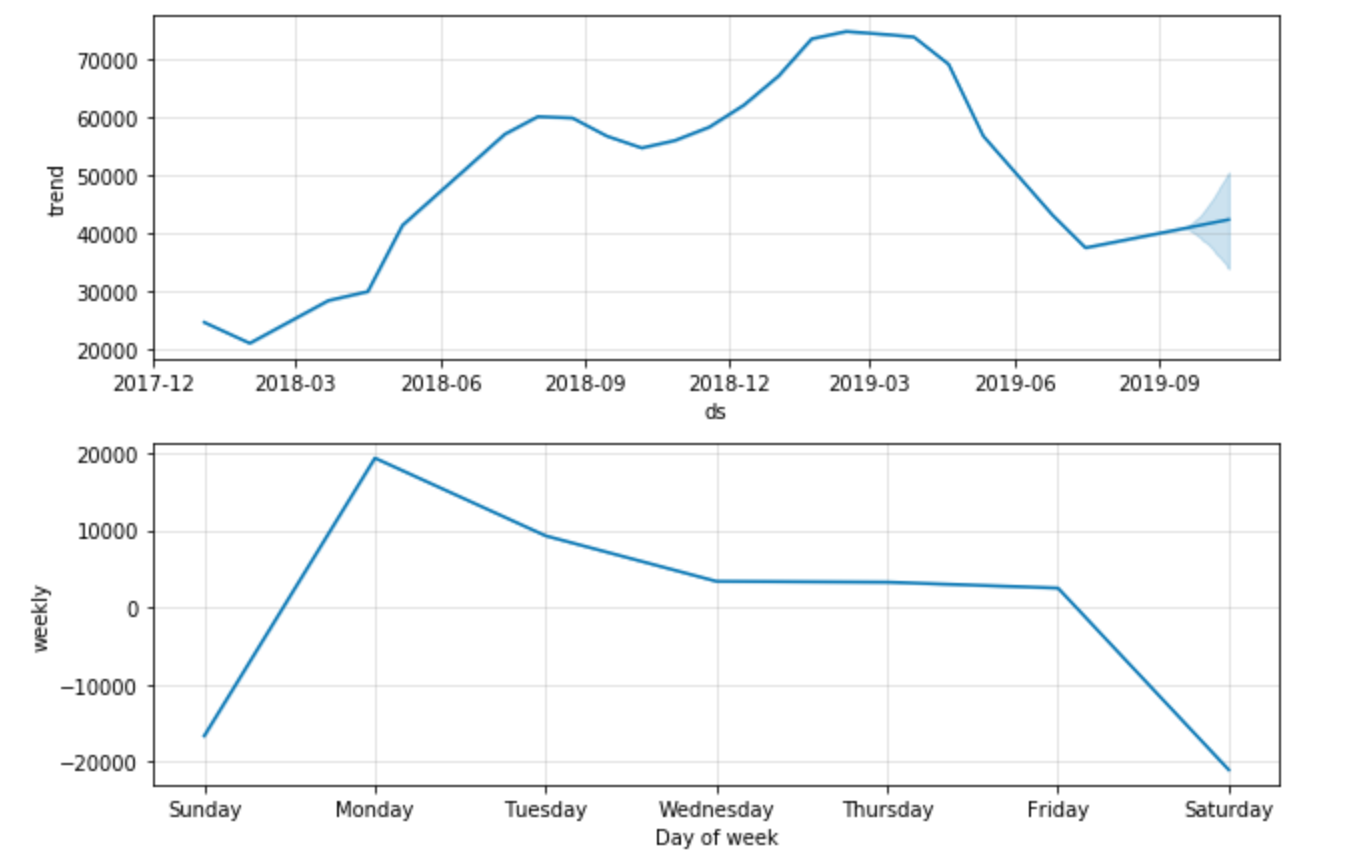 70000
60000
50000
40000
30000
20000
trend
2017-12 2018-03 2018-06 2018-09 2018-12 2019-03 2019-06 2019-09
ds
20000
10000
0
−10000
−20000
weekly
Sunday Monday Tuesday Wednesday Thursday Friday Saturday
Day of week